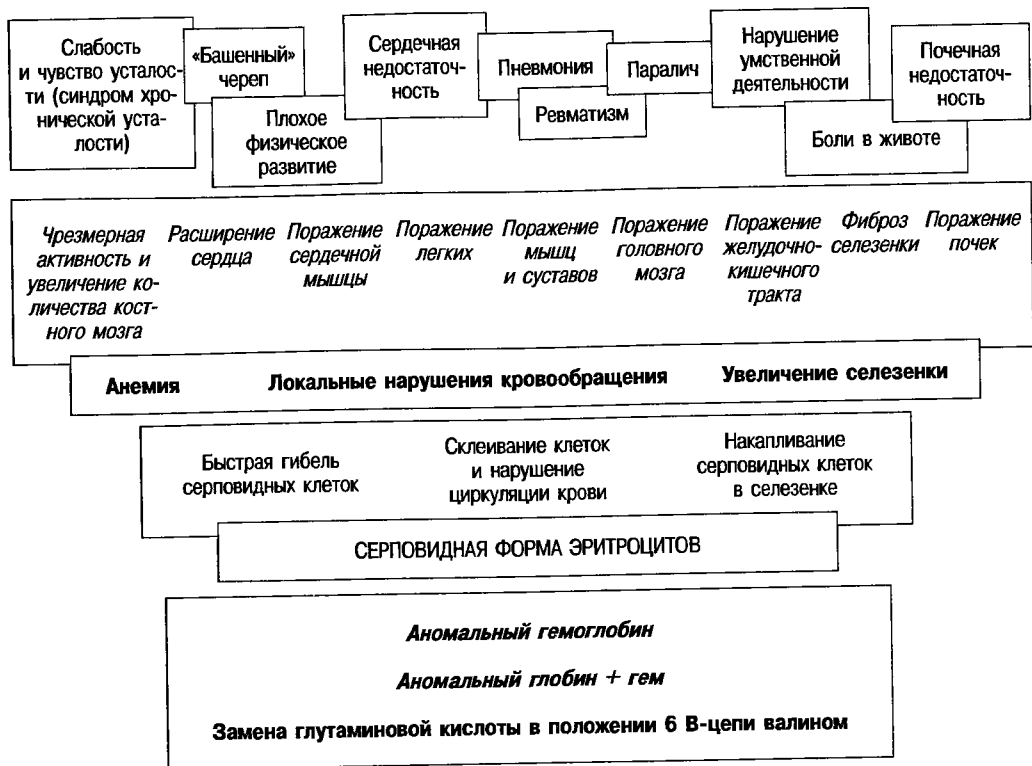 Слабость
и чувство усталос-
ти (синдром хро-
нической уста-
лости)
«Башенный»
череп
Плохое
физическое
развитие
Сердечная
недостаточ-
ность
Пневмония
Ревматизм
Паралич
Нарушение
умственной
деятельности
Боли в животе
Почечная
недостаточ-
ность
Чрезмерная
активность и
увеличение ко-
личества кост-
ного мозга
Расширение
сердца
Поражение
сердечной
мышцы
Поражение
легких
Поражение
мышц
и суставов
Поражение
головного
мозга
Поражение
желудочно-
кишечного
тракта
Фиброз
селезенки
Поражение
почек
Анемия
Локальные нарушения кровообращения
Увеличение селезенки
Быстрая гибель
серповидных клеток
Склеивание клеток
и нарушение
циркуляции крови
Накапливание
серповидных клеток
в селезенке
СЕРПОВИДНАЯ ФОРМА ЭРИТРОЦИТОВ
Аномальный гемоглобин
Аномальный глобин + гем
Замена глутаминовой кислоты в положении 6 В-цепи валином